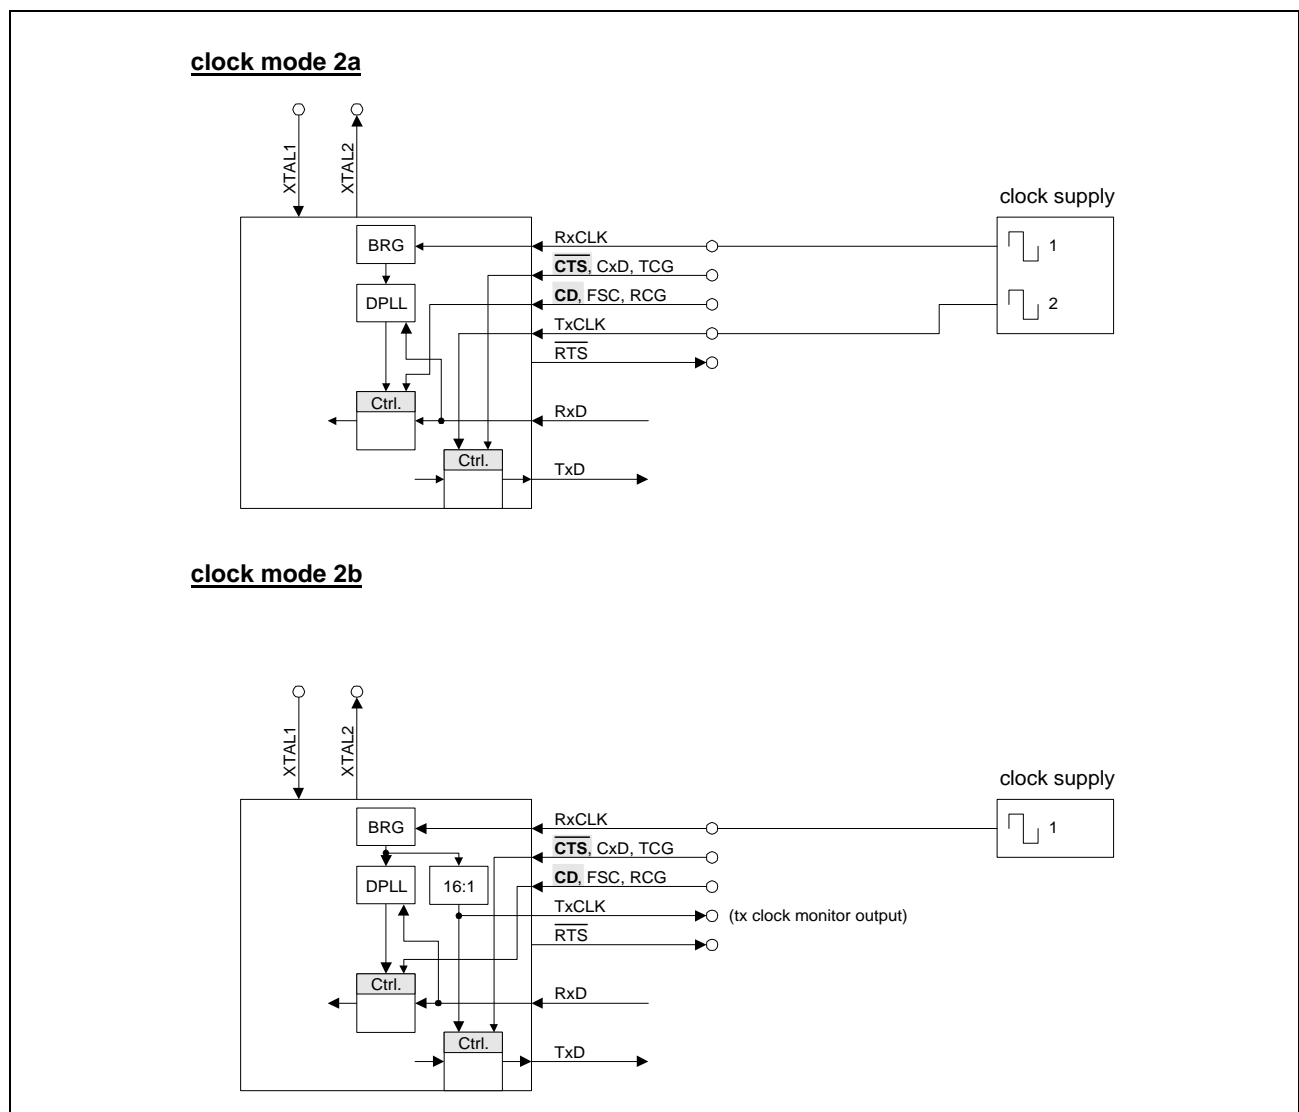 clock mode 2a
XTAL1
XTAL2
clock supply
BRG
RxCLK
1
CTS, CxD, TCG
DPLL
CD, FSC, RCG
2
TxCLK
RTS
Ctrl.
RxD
Ctrl.
TxD
clock mode 2b
XTAL1
XTAL2
clock supply
BRG
RxCLK
1
CTS, CxD, TCG
DPLL
16:1
CD, FSC, RCG
TxCLK
(tx clock monitor output)
RTS
Ctrl.
RxD
Ctrl.
TxD